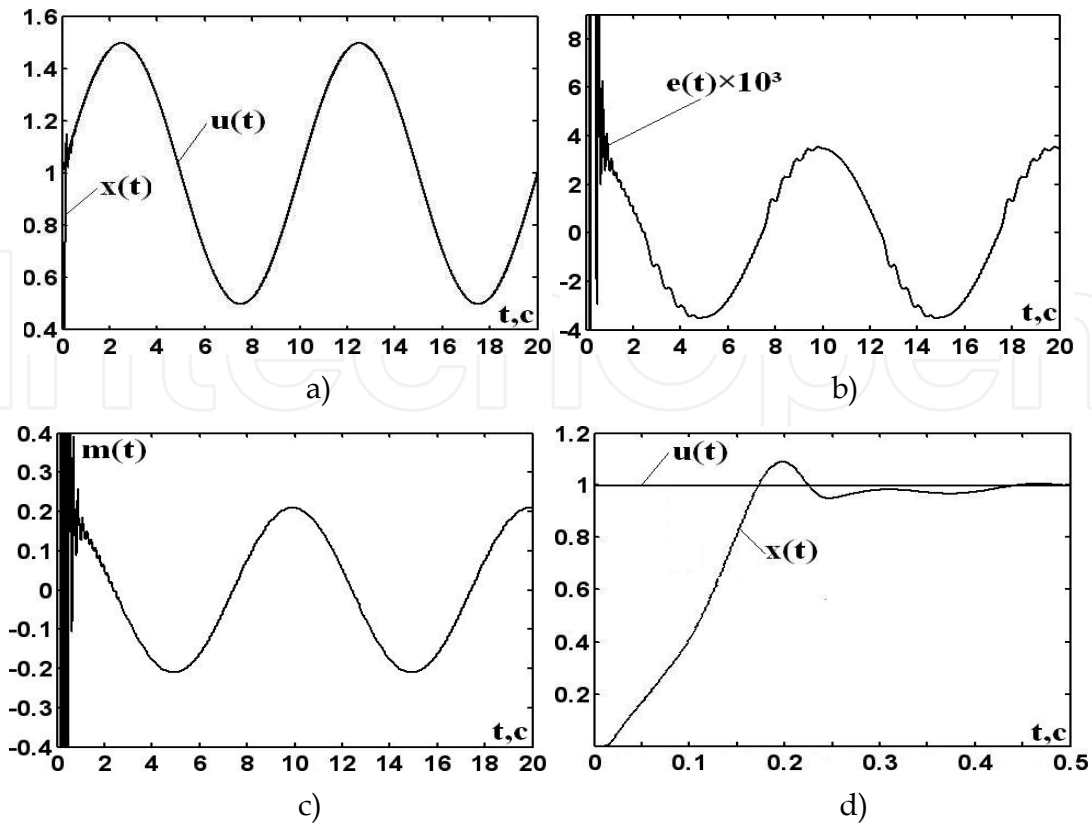 1.6
1.4
1.2
1
0.8
0.6
0.4
u(t)
x(t)
t,c
0 2 4 6 8 10 12 14 16 18 20
a)
8
6
4
2
0
-2
-4
e(t)×10³
t,c
0 2 4 6 8 10 12 14 16 18 20
b)
0.4
0.3
0.2
0.1
0
-0.1
-0.2
-0.3
-0.4
m(t)
t,c
0 2 4 6 8 10 12 14 16 18 20
c)
1.2
1
0.8
0.6
0.4
0.2
u(t)
x(t)
t,c
0 0.1 0.2 0.3 0.4 0.5
d)
Intechopen